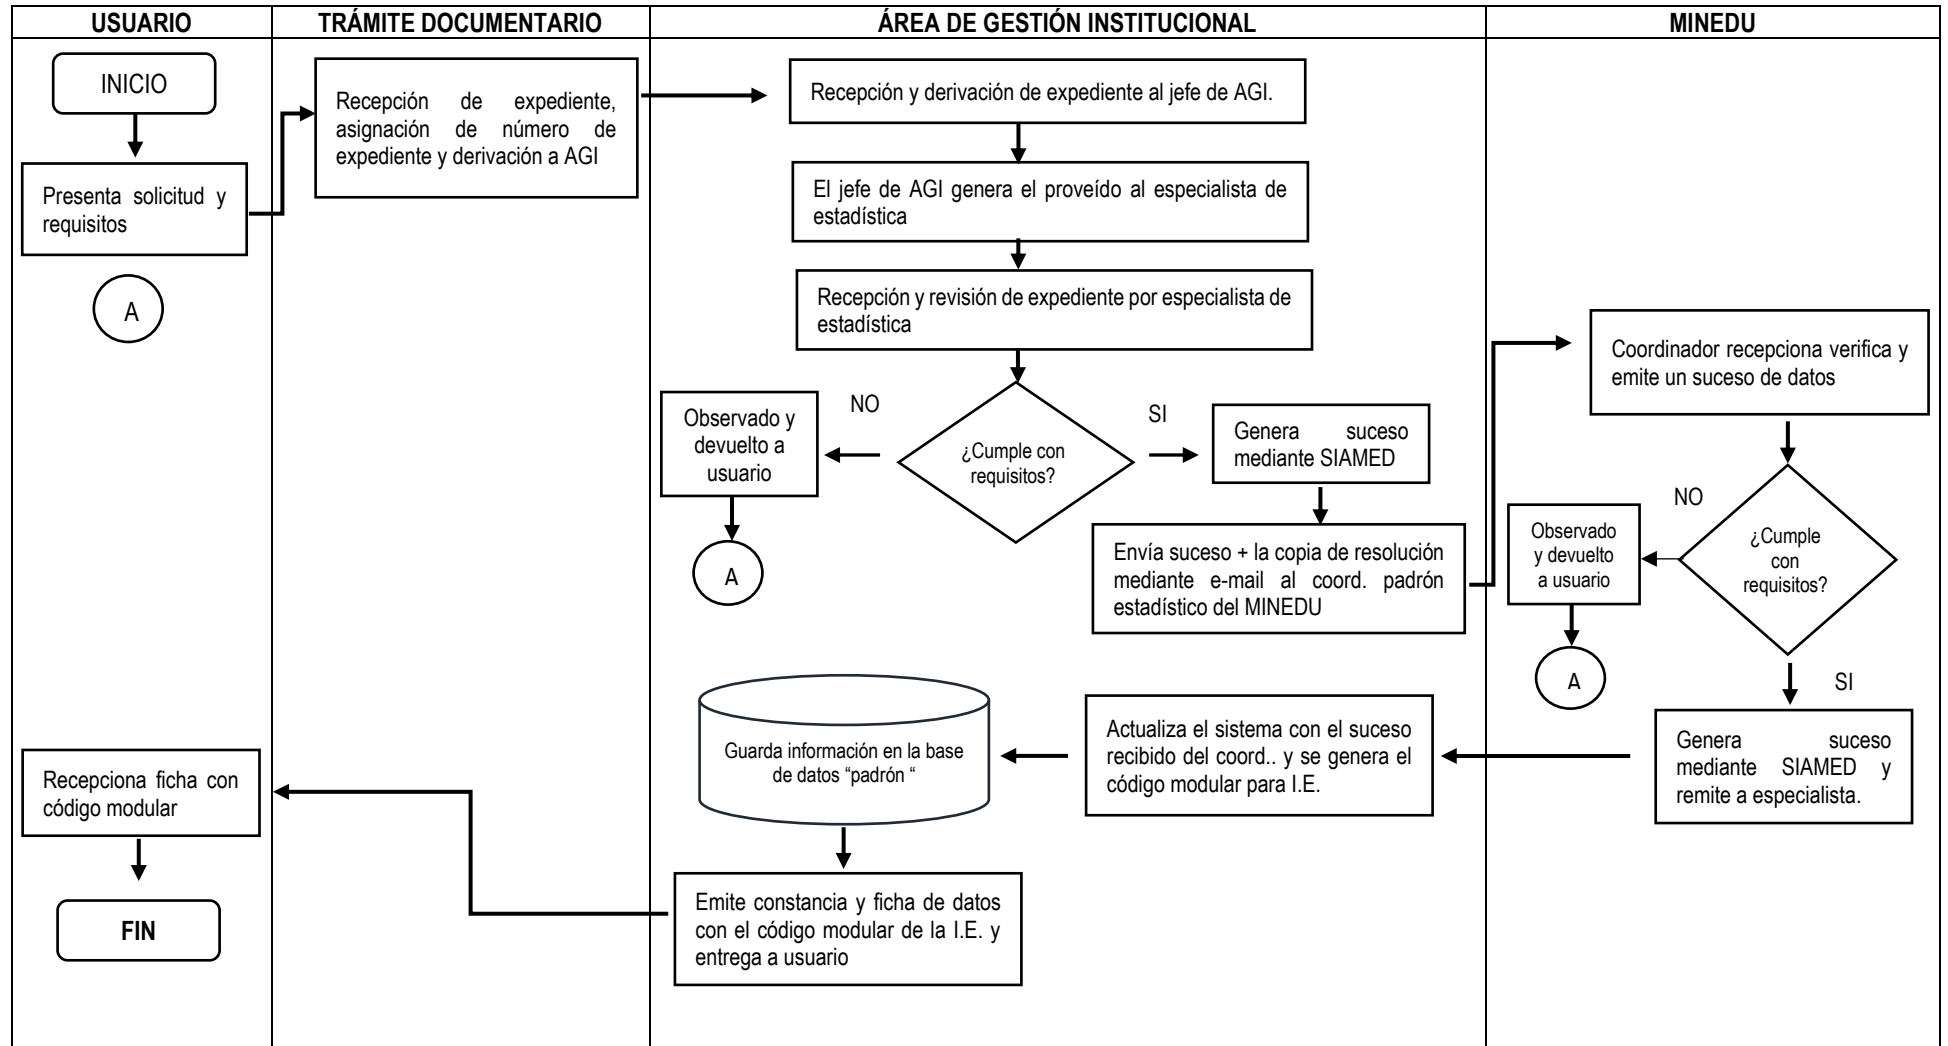 USUARIO
TRÁMITE DOCUMENTARIO
ÁREA DE GESTIÓN INSTITUCIONAL
MINEDU
INICIO
Presenta solicitud y
requisitos
A
Recepción de expediente,
asignación de número de
expediente y derivación a AGI
Recepción y derivación de expediente al jefe de AGI.
El jefe de AGI genera el proveído al especialista de
estadística
Recepción y revisión de expediente por especialista de
estadística
¿Cumple con
requisitos?
NO
Observado y
devuelto a
usuario
A
SI
Genera suceso
mediante SIAMED
Envía suceso + la copia de resolución
mediante e-mail al coord. padrón
estadístico del MINEDU
Coordinador recepciona verifica y
emite un suceso de datos
¿Cumple
con
requisitos?
NO
Observado
y devuelto
a usuario
A
SI
Genera suceso
mediante SIAMED y
remite a especialista.
Actualiza el sistema con el suceso
recibido del coord.. y se genera el
código modular para I.E.
Guarda información en la base
de datos “padrón “
Emite constancia y ficha de datos
con el código modular de la I.E. y
entrega a usuario
Recepciona ficha con
código modular
FIN